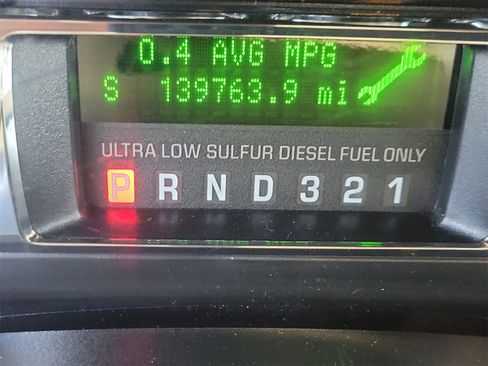 0.4 AVG MPG
S 139763.9 mi
ULTRA LOW SULFUR DIESEL FUEL ONLY
P R N D 3 2 1